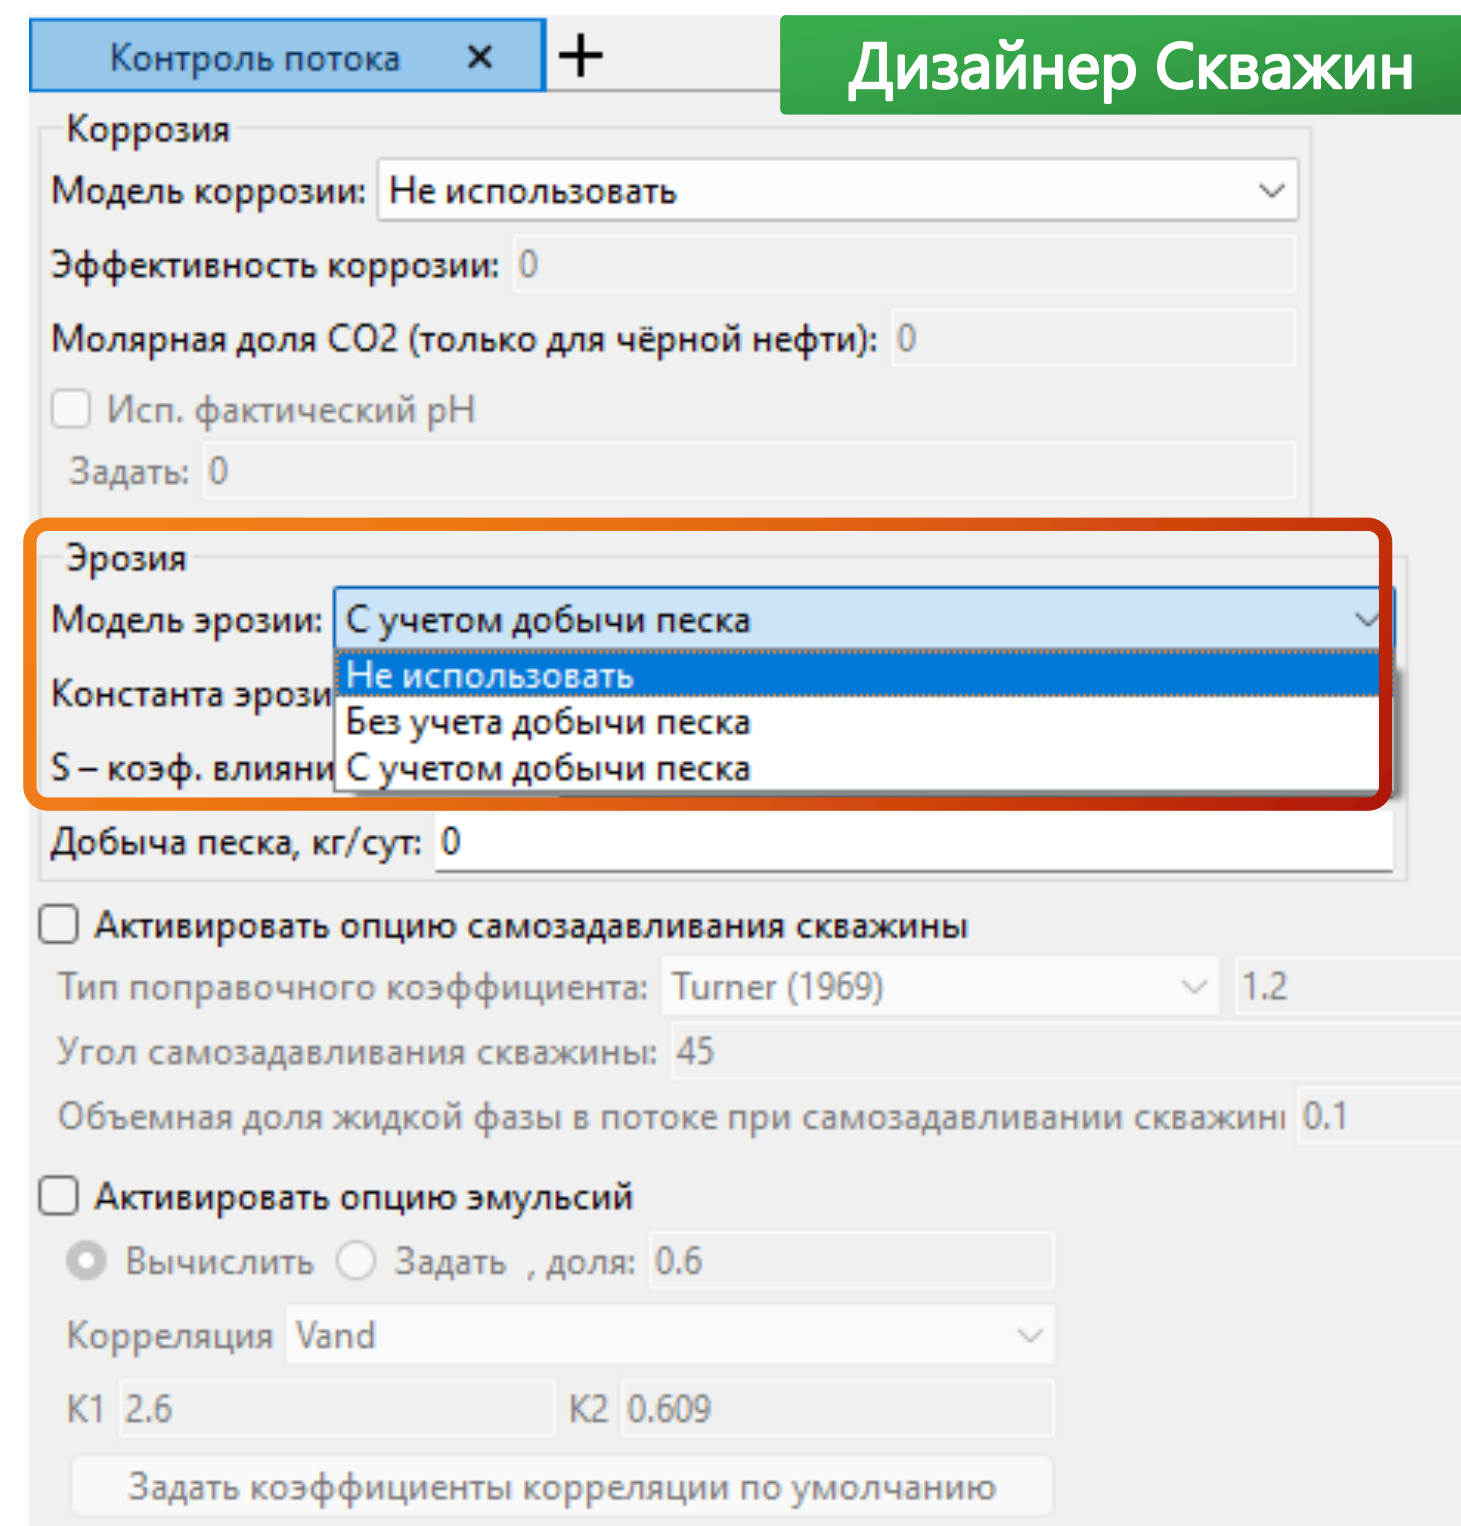 Контроль потока × +
Дизайнер Скважин
Коррозия
Модель коррозии: Не использовать
Эффективность коррозии: 0
Молярная доля CO2 (только для чёрной нефти): 0
Исп. фактический pH
Задать: 0
Эрозия
Модель эрозии: С учетом добычи песка
Не использовать
Константа эрози
Без учета добычи песка
S – коэф. влияни
С учетом добычи песка
Добыча песка, кг/сут: 0
Активировать опцию самозадавливания скважины
Тип поправочного коэффициента: Turner (1969) 1.2
Угол самозадавливания скважины: 45
Объемная доля жидкой фазы в потоке при самозадавливании скважин 0.1
Активировать опцию эмульсий
Вычислить Задать , доля: 0.6
Корреляция Vand
K1 2.6 K2 0.609
Задать коэффициенты корреляции по умолчанию